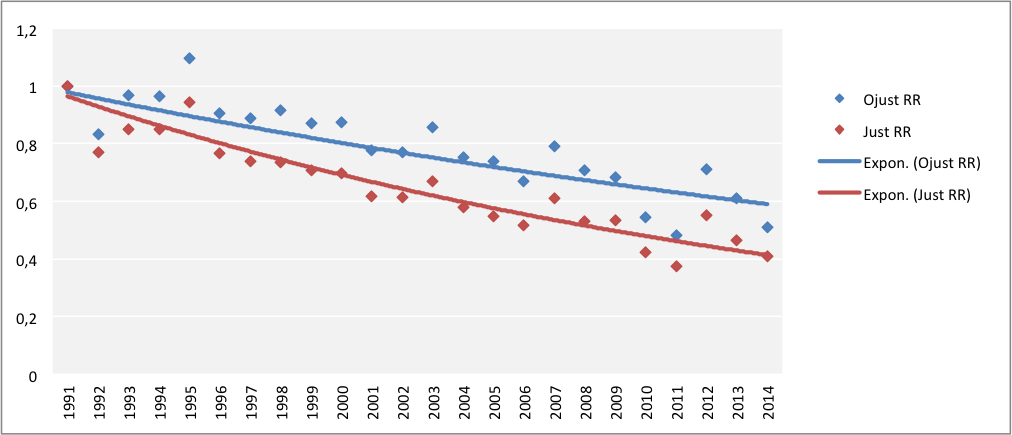 1,2
1
0,8
0,6
0,4
0,2
0
1991 1992 1993 1994 1995 1996 1997 1998 1999 2000 2001 2002 2003 2004 2005 2006 2007 2008 2009 2010 2011 2012 2013 2014
Ojust RR
Just RR
Expon. (Ojust RR)
Expon. (Just RR)